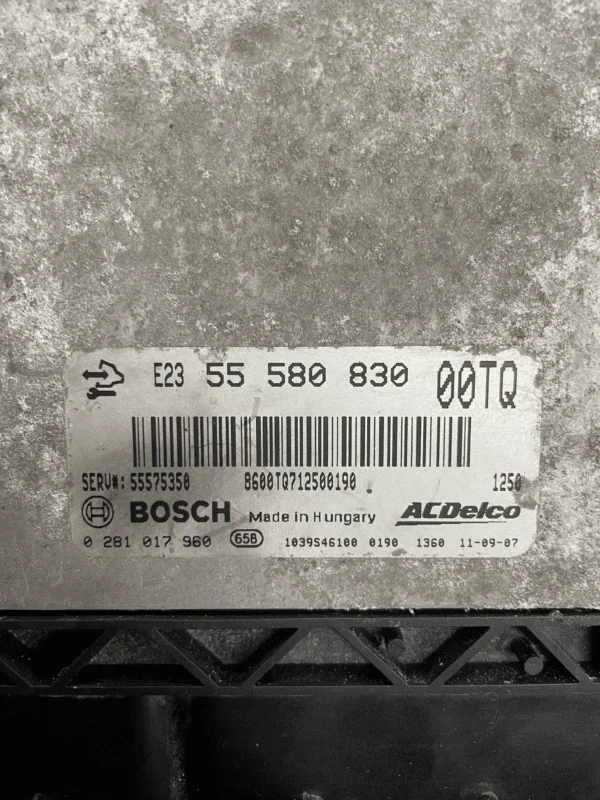 E23 55 580 830 00TQ
SERV#: 55575350 8600TQ712500190 1250
BOSCH Made in Hungary ACDelco
0 281 017 960 65B 1039S46100 0190 1360 11-09-07